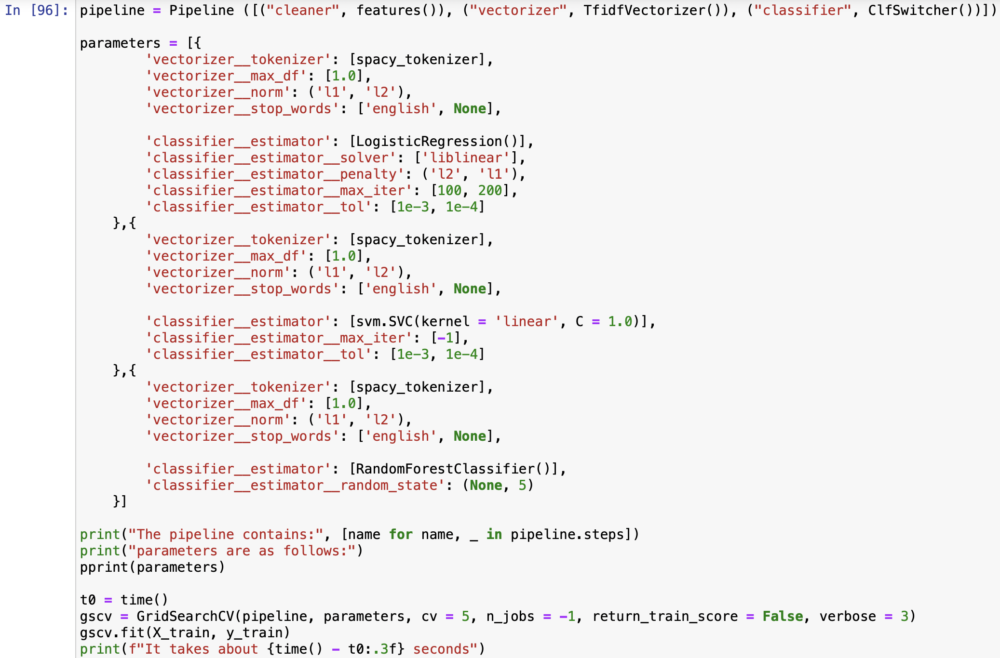 In [96]: pipeline = Pipeline ([("cleaner", features()), ("vectorizer", TfidfVectorizer()), ("classifier", ClfSwitcher())])
parameters = [{
'vectorizer__tokenizer': [spacy_tokenizer],
'vectorizer__max_df': [1.0],
'vectorizer__norm': ('l1', 'l2'),
'vectorizer__stop_words': ['english', None],
'classifier__estimator': [LogisticRegression()],
'classifier__estimator__solver': ['liblinear'],
'classifier__estimator__penalty': ('l2', 'l1'),
'classifier__estimator__max_iter': [100, 200],
'classifier__estimator__tol': [1e-3, 1e-4]
},{
'vectorizer__tokenizer': [spacy_tokenizer],
'vectorizer__max_df': [1.0],
'vectorizer__norm': ('l1', 'l2'),
'vectorizer__stop_words': ['english', None],
'classifier__estimator': [svm.SVC(kernel = 'linear', C = 1.0)],
'classifier__estimator__max_iter': [-1],
'classifier__estimator__tol': [1e-3, 1e-4]
},{
'vectorizer__tokenizer': [spacy_tokenizer],
'vectorizer__max_df': [1.0],
'vectorizer__norm': ('l1', 'l2'),
'vectorizer__stop_words': ['english', None],
'classifier__estimator': [RandomForestClassifier()],
'classifier__estimator__random_state': (None, 5)
}]
print("The pipeline contains:", [name for name, _ in pipeline.steps])
print("parameters are as follows:")
pprint(parameters)
t0 = time()
gscv = GridSearchCV(pipeline, parameters, cv = 5, n_jobs = -1, return_train_score = False, verbose = 3)
gscv.fit(X_train, y_train)
print(f"It takes about {time() - t0:.3f} seconds")